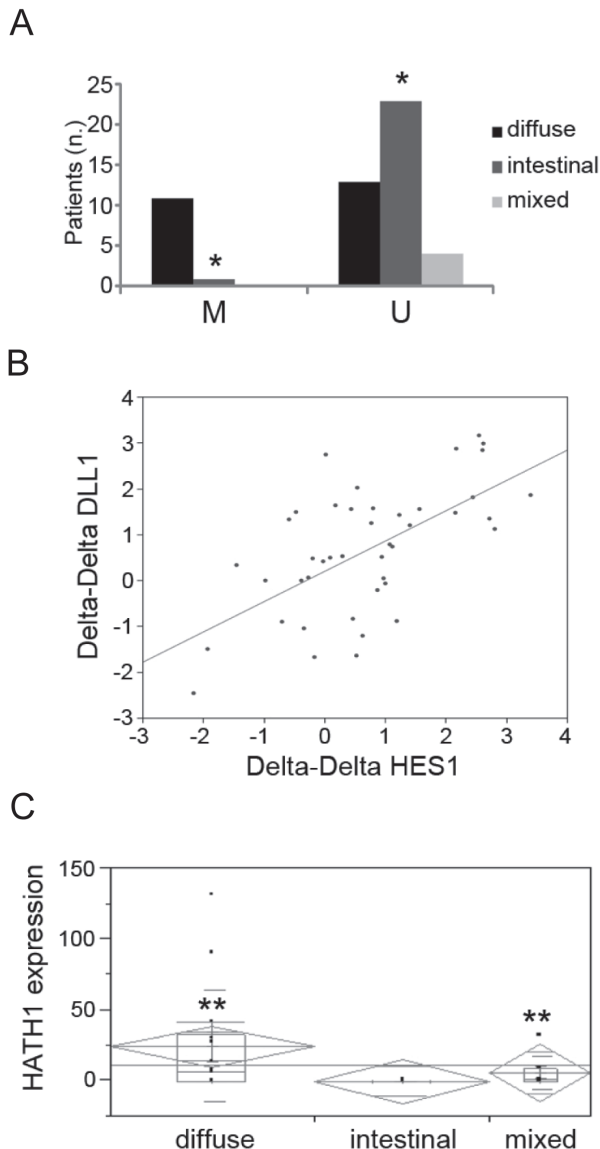 A
25
20
15
10
5
0
Patients (n.)
*
*
M U
diffuse
intestinal
mixed
B
4
3
2
1
0
-1
-2
-3
Delta-Delta DLL1
-3 -2 -1 0 1 2 3 4
Delta-Delta HES1
C
150
100
50
0
HATH1 expression
**
**
diffuse intestinal mixed